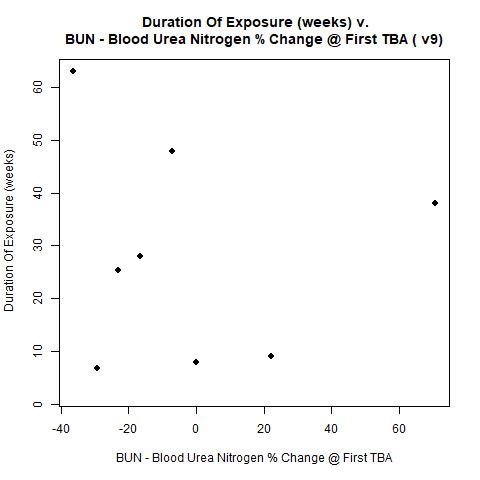 Duration Of Exposure (weeks) v.
BUN - Blood Urea Nitrogen % Change @ First TBA ( v9)
Duration Of Exposure (weeks)
60
50
40
30
20
10
0
-40 -20 0 20 40 60
BUN - Blood Urea Nitrogen % Change @ First TBA